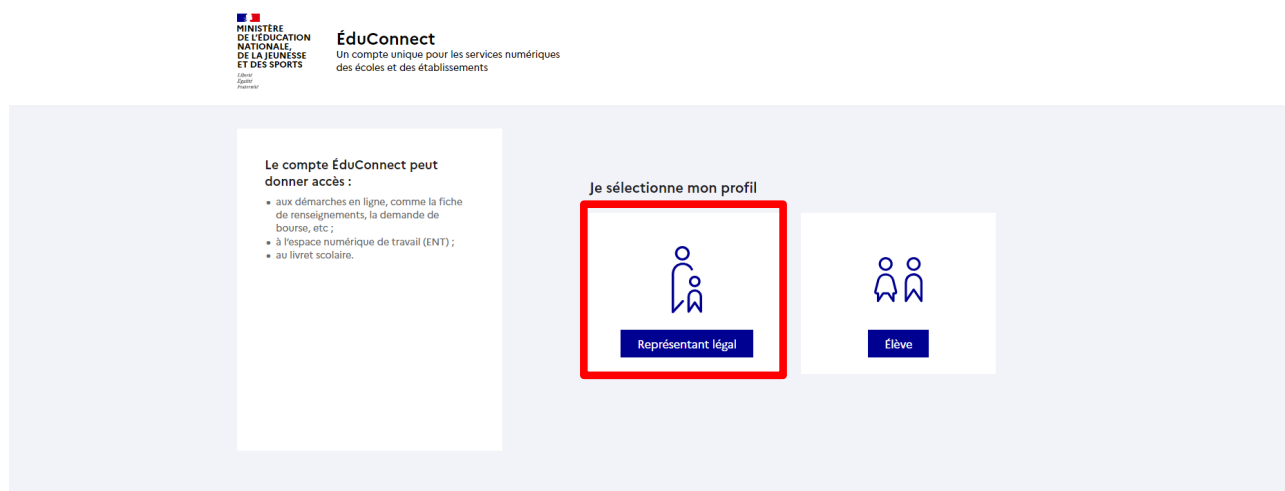 MINISTÈRE
DE L'ÉDUCATION
NATIONALE,
DE LA JEUNESSE
ET DES SPORTS
Liberté
Égalité
Fraternité
ÉduConnect
Un compte unique pour les services numériques
des écoles et des établissements
Le compte ÉduConnect peut
donner accès :
aux démarches en ligne, comme la fiche
de renseignements, la demande de
bourse, etc ;
à l'espace numérique de travail (ENT) ;
au livret scolaire.
Je sélectionne mon profil
Représentant légal
Élève